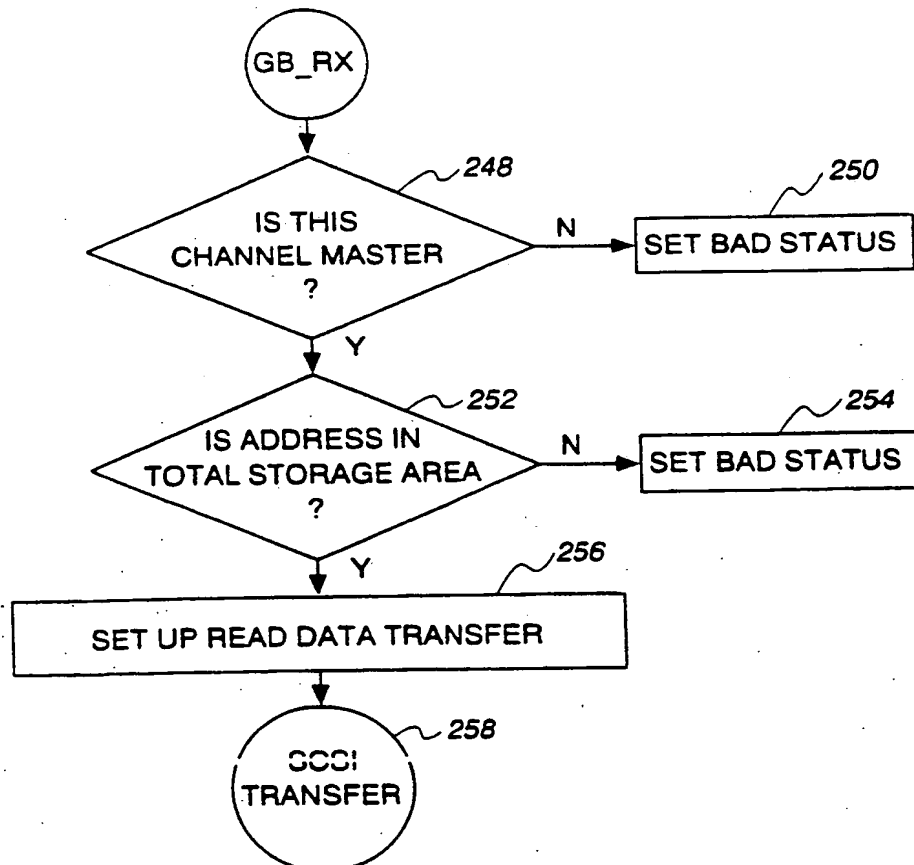 GB_RX
248
IS THIS
CHANNEL MASTER
?
N
250
SET BAD STATUS
Y
252
IS ADDRESS IN
TOTAL STORAGE AREA
?
N
254
SET BAD STATUS
Y
256
SET UP READ DATA TRANSFER
258
SCSI
TRANSFER